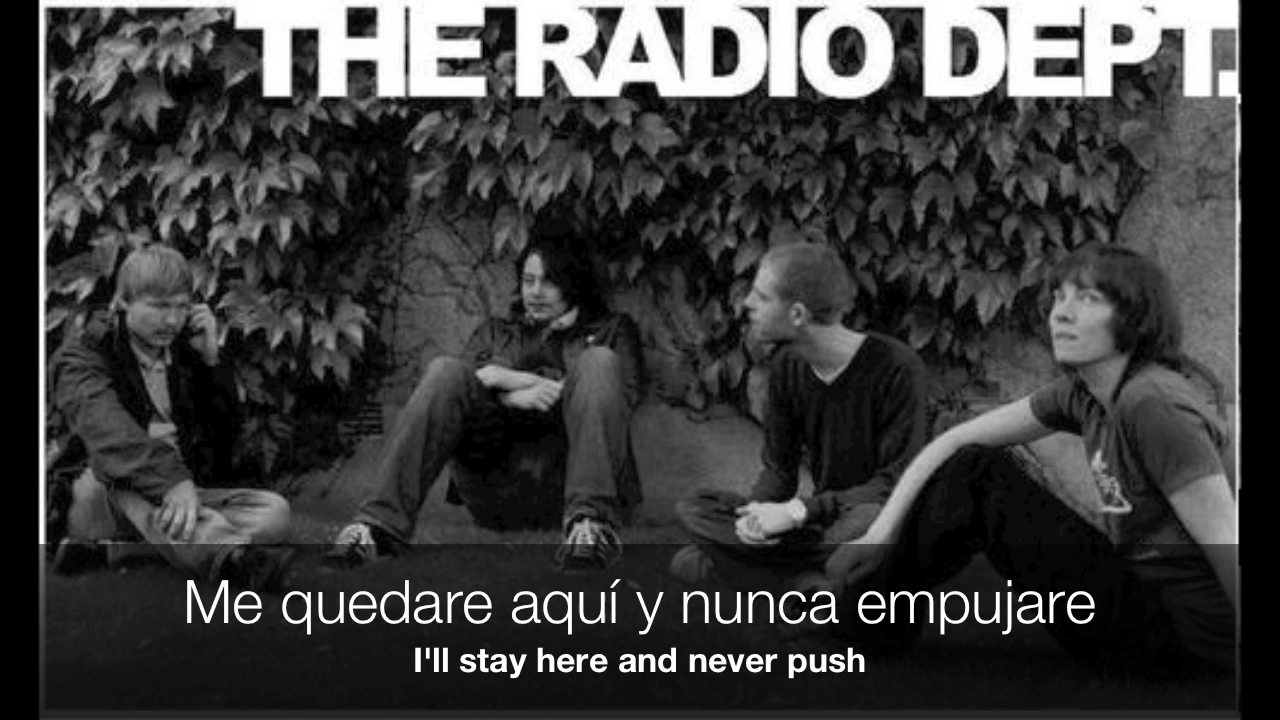 THE RADIO DEPT.
Me quedare aquí y nunca empujare
I'll stay here and never push